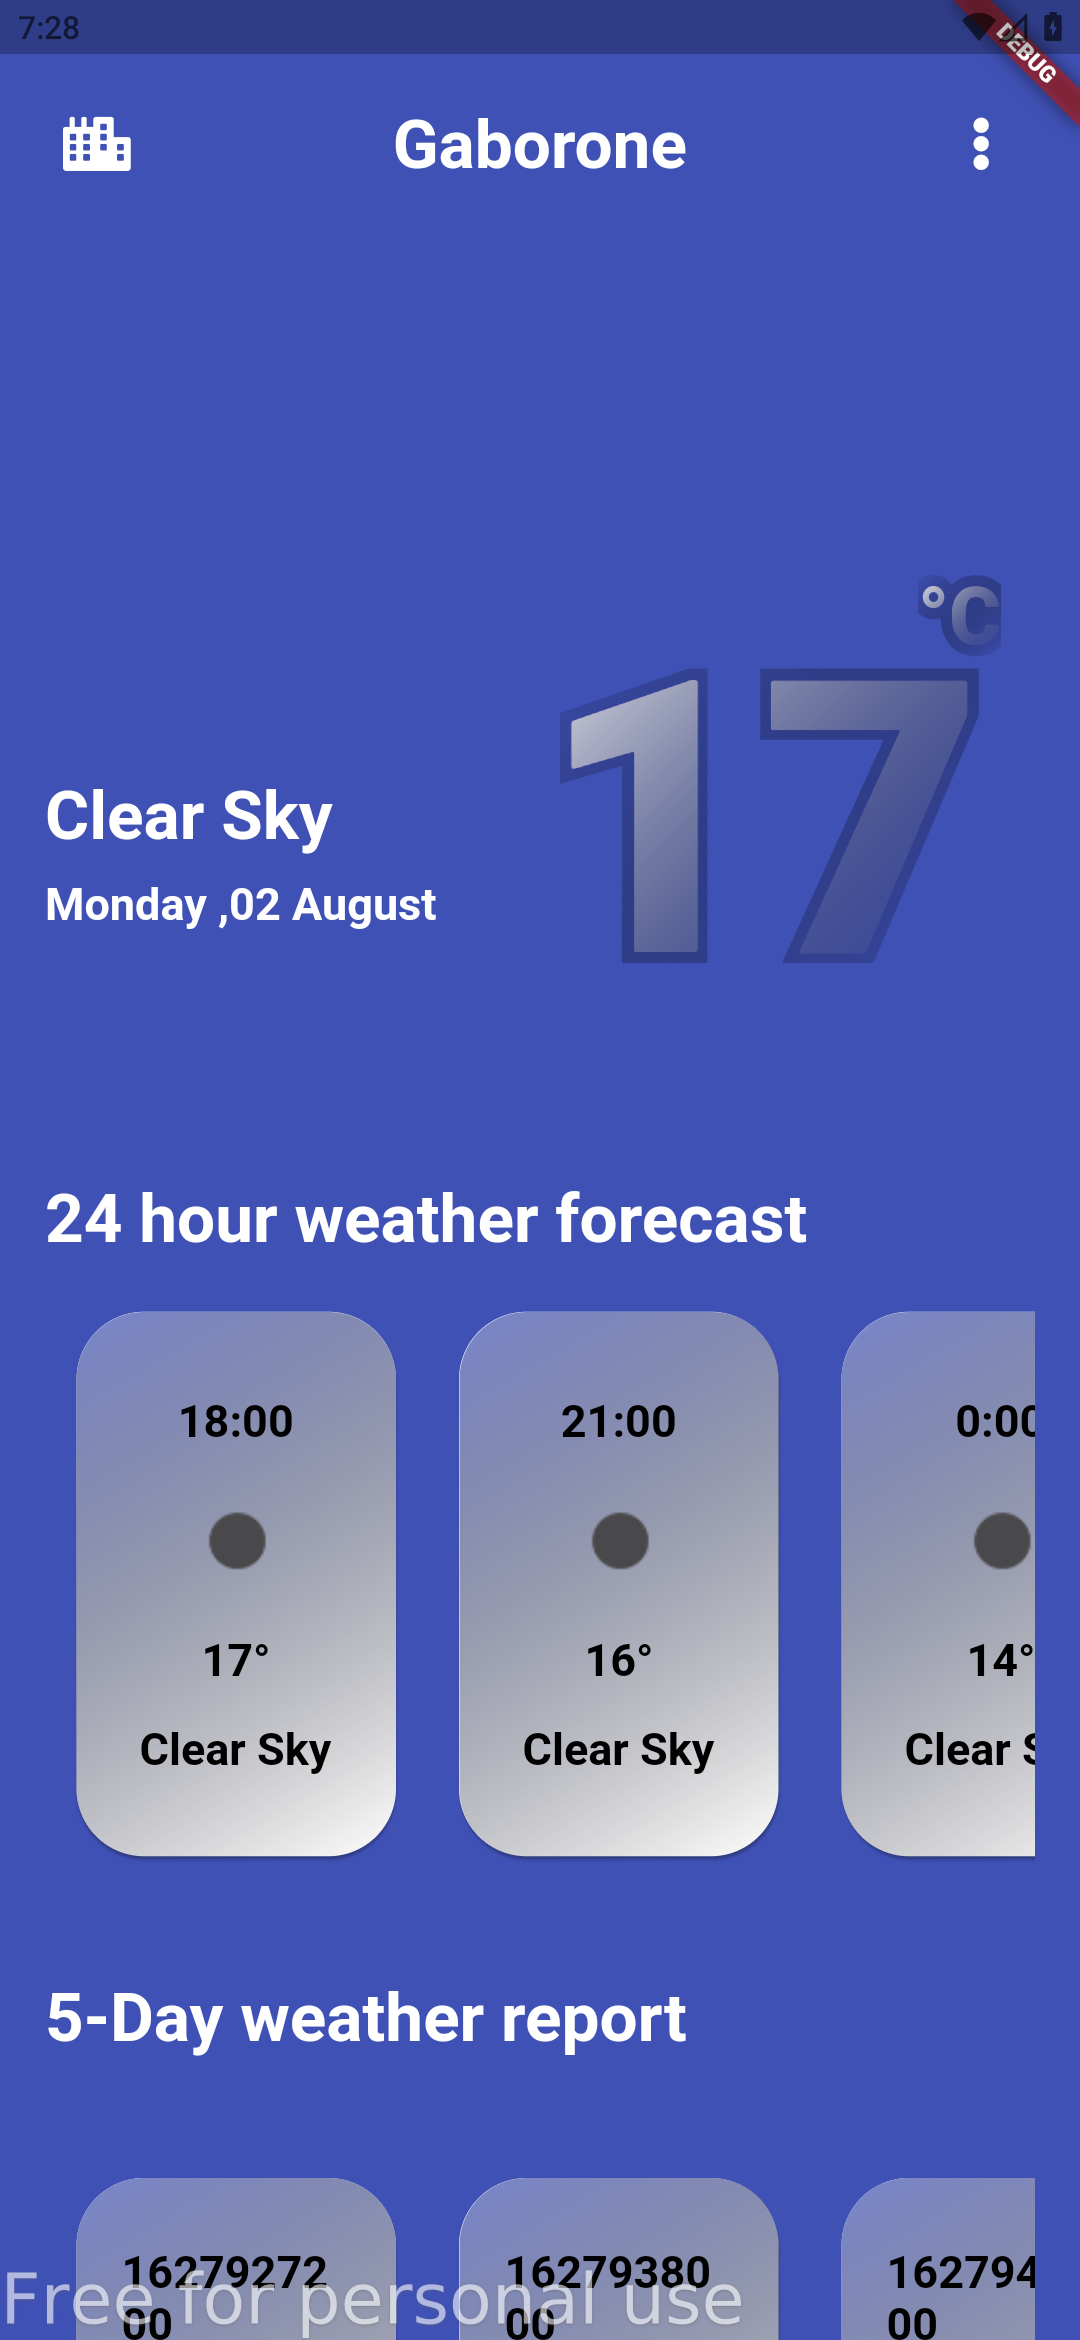 7:28
DEBUG
Gaborone
°C
17
Clear Sky
Monday ,02 August
24 hour weather forecast
18:00 21:00 0:00
17° 16° 14°
Clear Sky Clear Sky Clear S
5-Day weather report
16279272 16279380 162794
00 00 00
Free for personal use